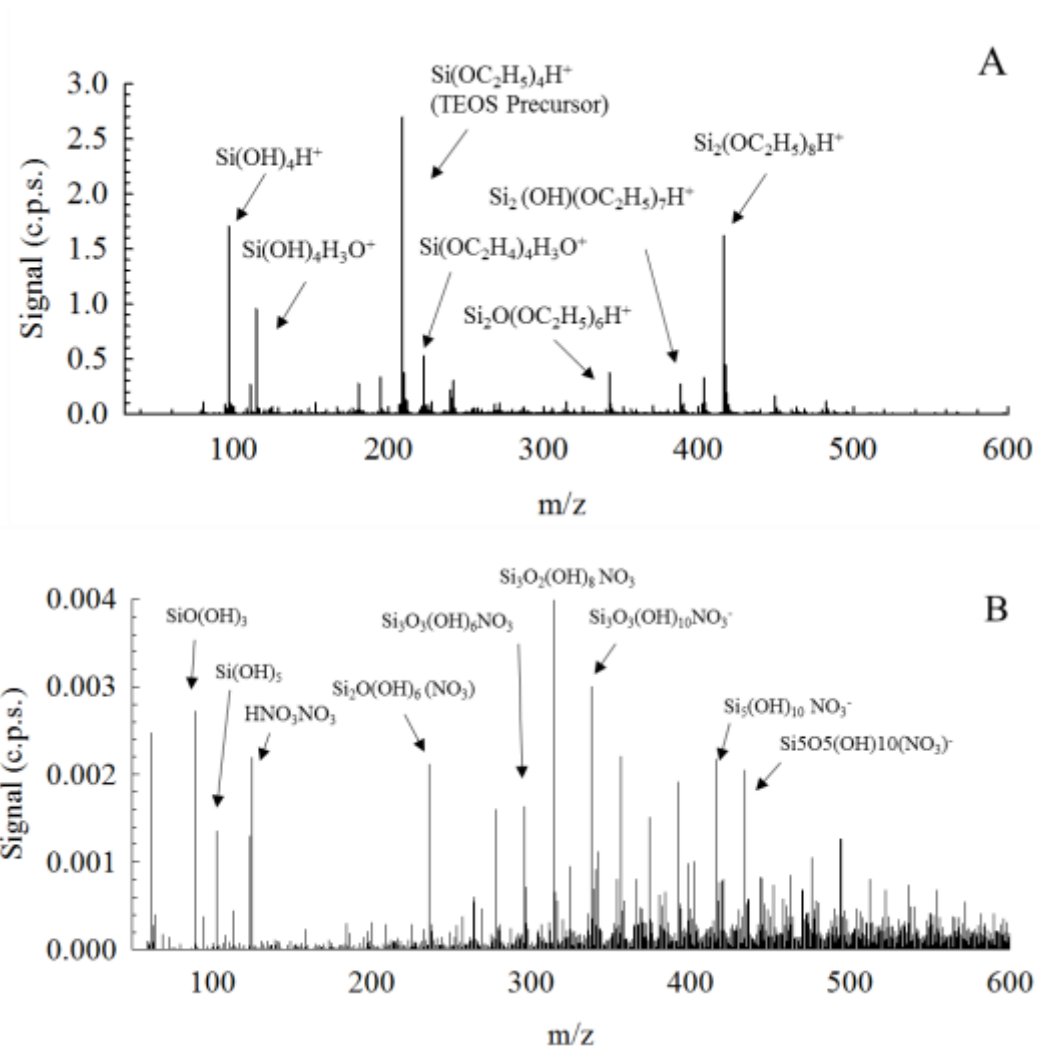 A
Si(OC₂H₅)₄H⁺
(TEOS Precursor)
Si(OH)₄H⁺
Si₂(OC₂H₅)₈H⁺
Si₂ (OH)(OC₂H₅)₇H⁺
Si(OH)₄H₃O⁺
Si(OC₂H₄)₄H₃O⁺
Si₂O(OC₂H₅)₆H⁺
Signal (c.p.s.)
3.0
2.5
2.0
1.5
1.0
0.5
0.0
100 200 300 400 500 600
m/z
B
Si₃O₂(OH)₈ NO₃
SiO(OH)₃
Si₃O₃(OH)₆NO₃
Si₃O₃(OH)₁₀NO₃⁻
Si(OH)₅
Si₂O(OH)₆ (NO₃)
HNO₃NO₃
Si₅(OH)₁₀ NO₃⁻
Si5O5(OH)10(NO₃)⁻
Signal (c.p.s.)
0.004
0.003
0.002
0.001
0.000
100 200 300 400 500 600
m/z